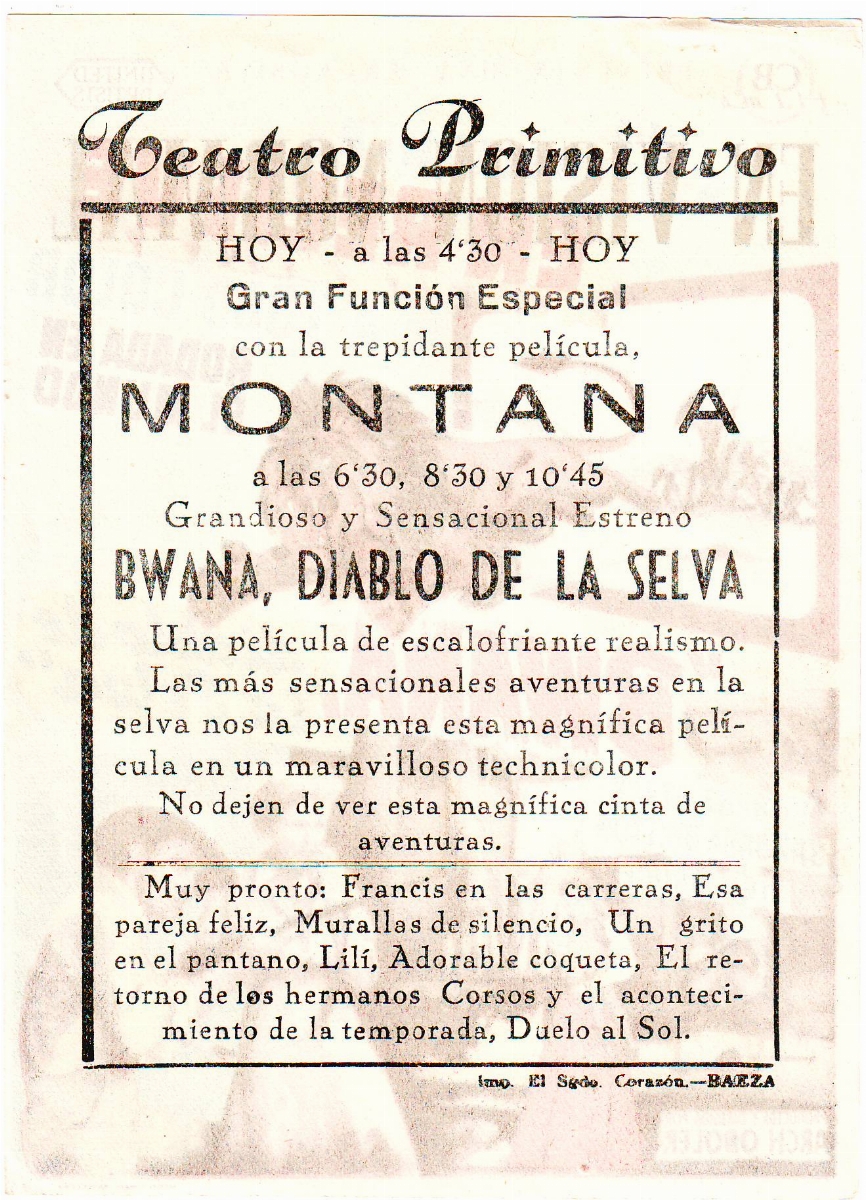 Teatro Primitivo
HOY - a las 4'30 - HOY
Gran Función Especial
con la trepidante película,
MONTANA
a las 6'30, 8'30 y 10'45
Grandioso y Sensacional Estreno
BWANA, DIABLO DE LA SELVA
Una película de escalofriante realismo.
Las más sensacionales aventuras en la
selva nos la presenta esta magnífica pelí-
cula en un maravilloso technicolor.
No dejen de ver esta magnífica cinta de
aventuras.
Muy pronto: Francis en las carreras, Esa
pareja feliz, Murallas de silencio, Un grito
en el pantano, Lilí, Adorable coqueta, El re-
torno de los hermanos Corsos y el aconteci-
miento de la temporada, Duelo al Sol.
Imp. El Sgdo. Corazón.—BAEZA